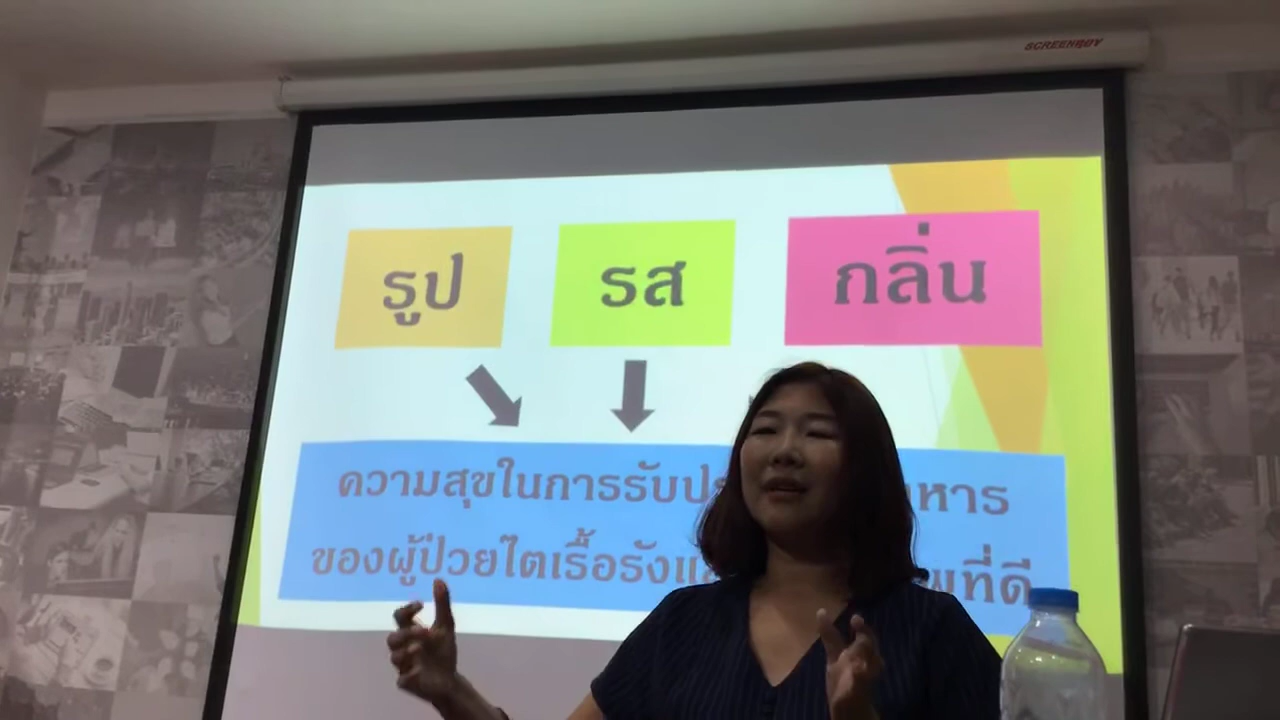 SCREENBOY
รูป
รส
กลิ่น
ความสุขในการรับป หาร
ของผู้ป่วยไตเรื้อรังแ พที่ดี